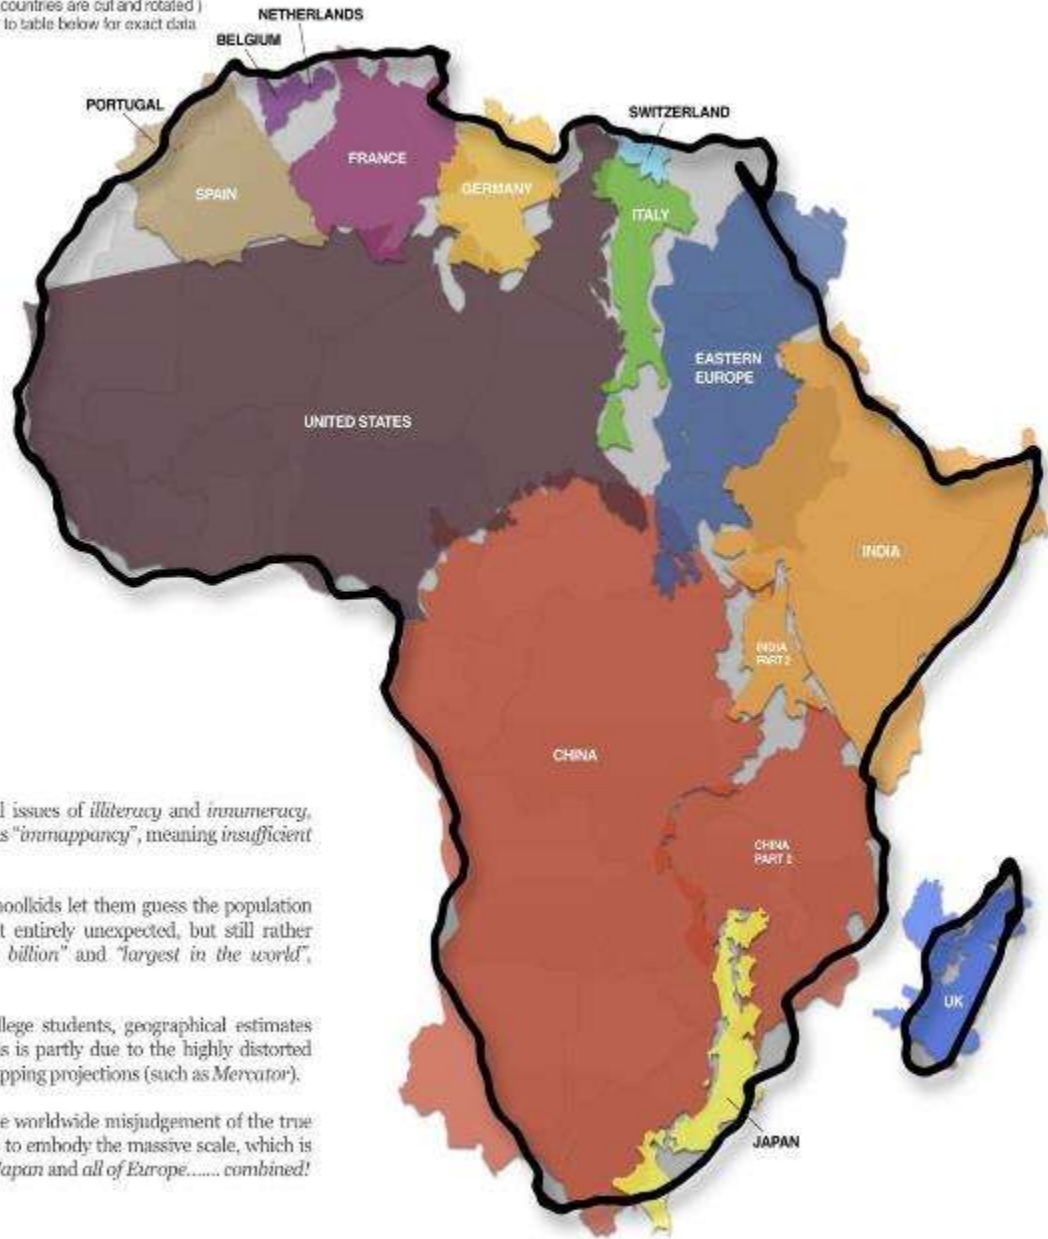 countries are cut and rotated )
to table below for exact data
NETHERLANDS
BELGIUM
PORTUGAL
SWITZERLAND
FRANCE
SPAIN
GERMANY
ITALY
EASTERN
EUROPE
UNITED STATES
INDIA
INDIA
PART 2
CHINA
l issues of illiteracy and innumeracy,
s "immappancy", meaning insufficient
CHINA
PART 2
hoolkids let them guess the population
t entirely unexpected, but still rather
billion" and "largest in the world",
UK
llege students, geographical estimates
s is partly due to the highly distorted
pping projections (such as Mercator).
e worldwide misjudgement of the true
to embody the massive scale, which is
Japan and all of Europe....... combined!
JAPAN